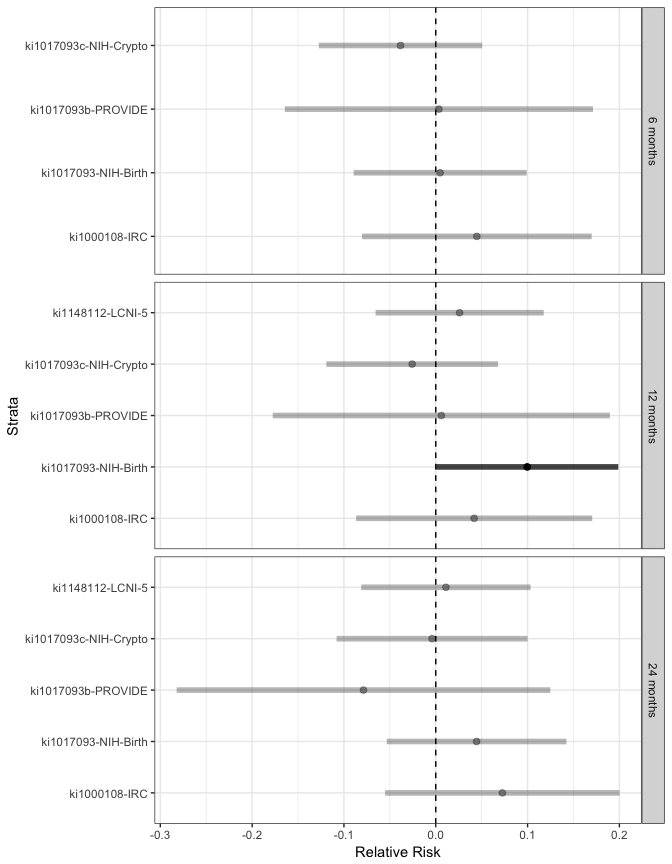 ki1017093c-NIH-Crypto
ki1017093b-PROVIDE
ki1017093-NIH-Birth
ki1000108-IRC
6 months
ki1148112-LCNI-5
ki1017093c-NIH-Crypto
ki1017093b-PROVIDE
ki1017093-NIH-Birth
ki1000108-IRC
12 months
ki1148112-LCNI-5
ki1017093c-NIH-Crypto
ki1017093b-PROVIDE
ki1017093-NIH-Birth
ki1000108-IRC
24 months
Strata
-0.3 -0.2 -0.1 0.0 0.1 0.2
Relative Risk